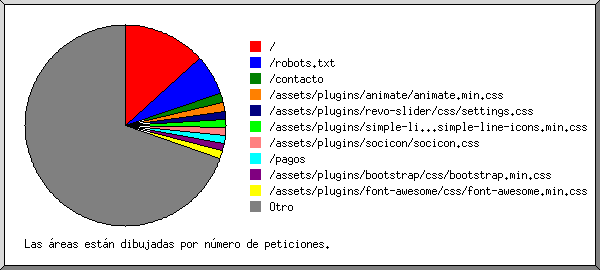 /
/robots.txt
/contacto
/assets/plugins/animate/animate.min.css
/assets/plugins/revo-slider/css/settings.css
/assets/plugins/simple-li...simple-line-icons.min.css
/assets/plugins/socicon/socicon.css
/pagos
/assets/plugins/bootstrap/css/bootstrap.min.css
/assets/plugins/font-awesome/css/font-awesome.min.css
Otro
Las áreas están dibujadas por número de peticiones.